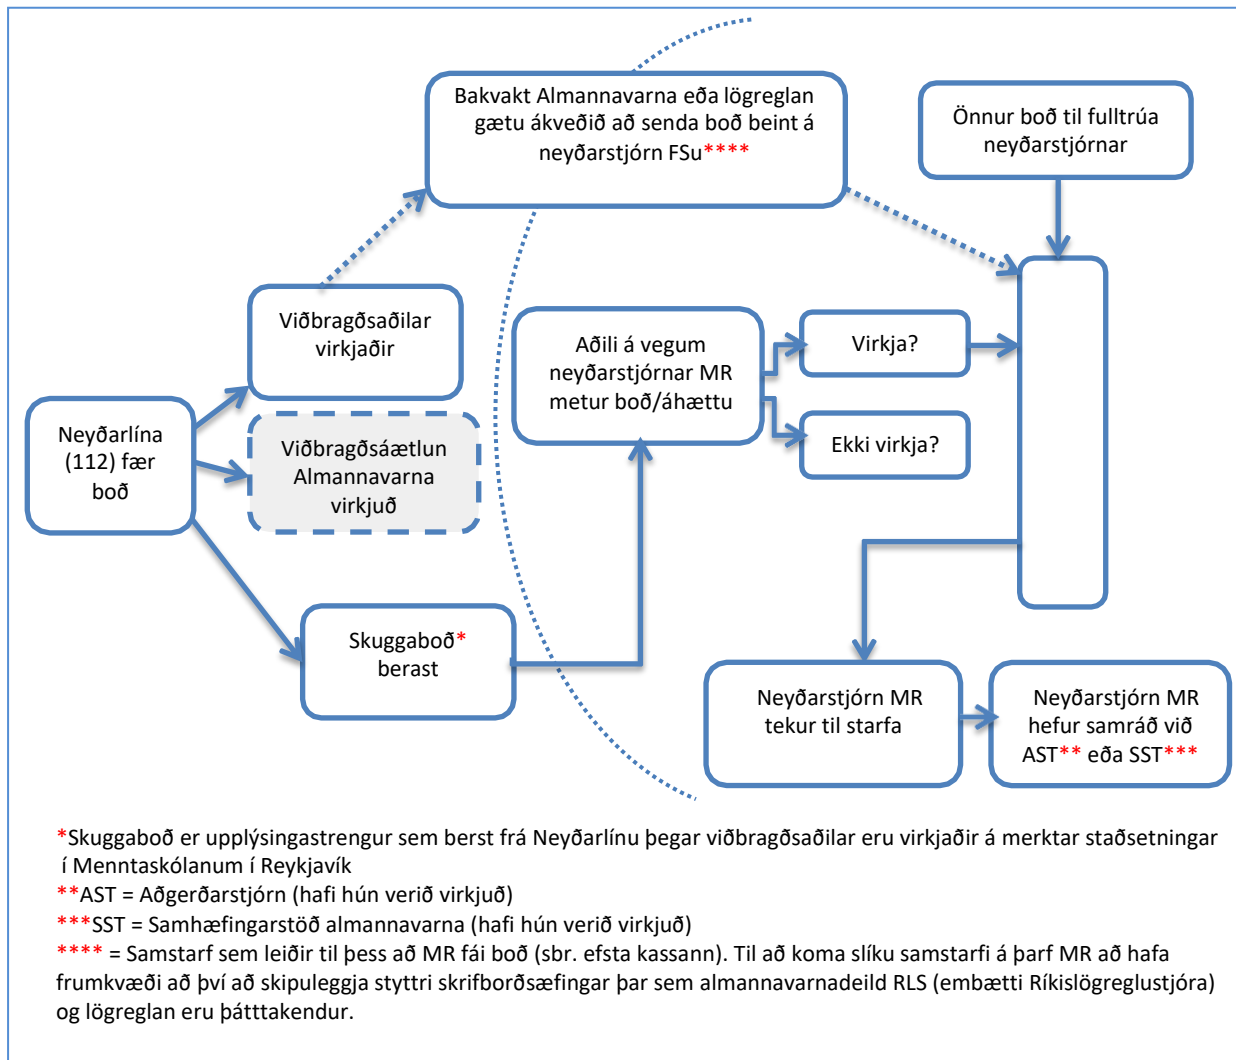 Bakvakt Almannavarna eða lögreglan
gætu ákveðið að senda boð beint á
neyðarstjórn FSu****
Önnur boð til fulltrúa
neyðarstjórnar
Viðbragðsaðilar
virkjaðir
Aðili á vegum
neyðarstjórnar MR
metur boð/áhættu
Virkja?
Ekki virkja?
Neyðarlína
(112) fær
boð
Viðbragðsáætlun
Almannavarna
virkjuð
Skuggaboð*
berast
Neyðarstjórn MR
tekur til starfa
Neyðarstjórn MR
hefur samráð við
AST** eða SST***
*Skuggaboð er upplýsingastrengur sem berst frá Neyðarlínu þegar viðbragðsaðilar eru virkjaðir á merktar staðsetningar
í Menntaskólanum í Reykjavík
**AST = Aðgerðarstjórn (hafi hún verið virkjuð)
***SST = Samhæfingarstöð almannavarna (hafi hún verið virkjuð)
**** = Samstarf sem leiðir til þess að MR fái boð (sbr. efsta kassann). Til að koma slíku samstarfi á þarf MR að hafa
frumkvæði að því að skipuleggja styttri skrifborðsæfingar þar sem almannavarnadeild RLS (embætti Ríkislögreglustjóra)
og lögreglan eru þátttakendur.